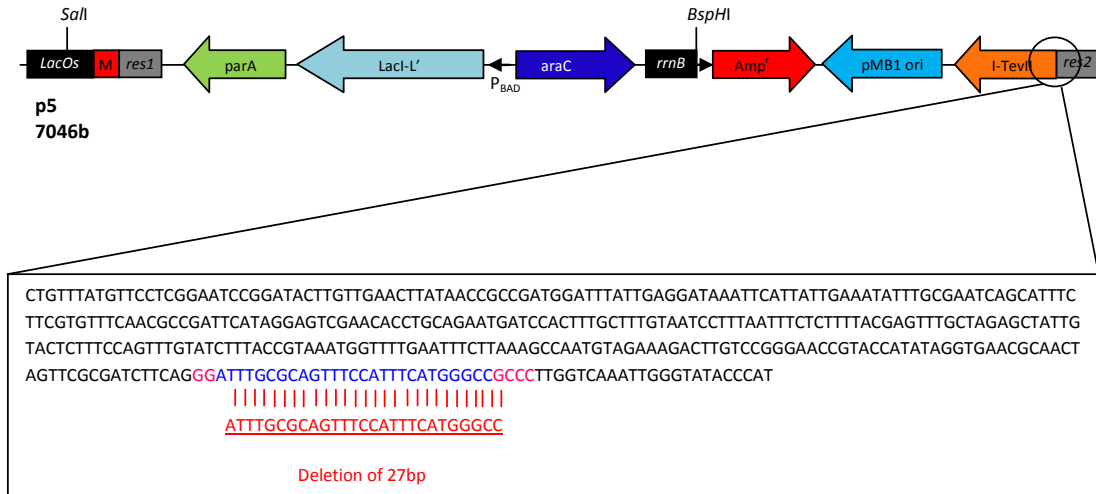 SalI
BspHI
LacOs M res1 parA LacI-L' araC rrnB Ampr pMB1 ori I-TevII res2
PBAD
p5
7046b
CTGTTTATGTTCCTCGGAATCCGGATACTTGTTGAACTTATAACCGCCGATGGATTTATTGAGGATAAATTCATTATTGAAATATTTGCGAATCAGCATTTC
TTCGTGTTTCAACGCCGATTCATAGGAGTCGAACACCTGCAGAATGATCCACTTTGCTTTGTAATCCTTTAATTTCTCTTTTACGAGTTTGCTAGAGCTATTG
TACTCTTTCCAGTTTGTATCTTTACCGTAAATGGTTTTGAATTTCTTAAAGCCAATGTAGAAAGACTTGTCCGGGAACCGTACCATATAGGTGAACGCAACT
AGTTCGCGATCTTCAGGGATTTGCGCAGTTTCCATTTCATGGGCCGCCCTTGGTCAAATTGGGTATACCCAT
ATTTGCGCAGTTTCCATTTCATGGGCC
Deletion of 27bp